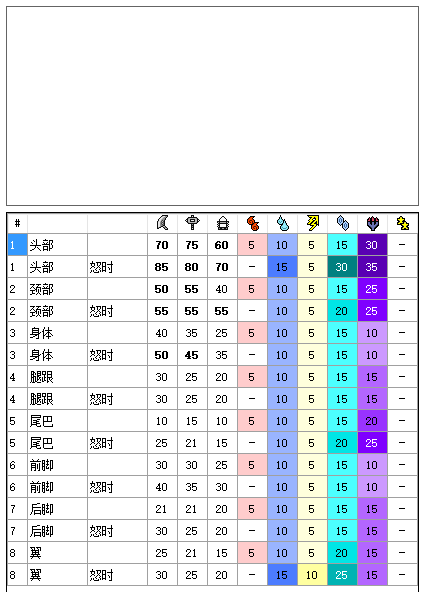 #
1 头部 70 75 60 5 10 5 15 30 －
1 头部 怒时 85 80 70 － 15 5 30 35 －
2 颈部 50 55 40 5 10 5 15 25 －
2 颈部 怒时 55 55 55 － 10 5 20 25 －
3 身体 40 35 25 5 10 5 15 10 －
3 身体 怒时 50 45 35 － 10 5 15 10 －
4 腿跟 30 25 20 5 10 5 15 15 －
4 腿跟 怒时 30 25 20 － 10 5 15 15 －
5 尾巴 10 15 10 5 10 5 15 20 －
5 尾巴 怒时 25 21 15 － 10 5 20 25 －
6 前脚 30 30 25 5 10 5 15 10 －
6 前脚 怒时 40 35 30 － 10 5 15 10 －
7 后脚 21 21 20 5 10 5 15 15 －
7 后脚 怒时 30 25 20 － 10 5 15 15 －
8 翼 25 21 15 5 10 5 20 15 －
8 翼 怒时 30 25 20 － 15 10 25 15 －